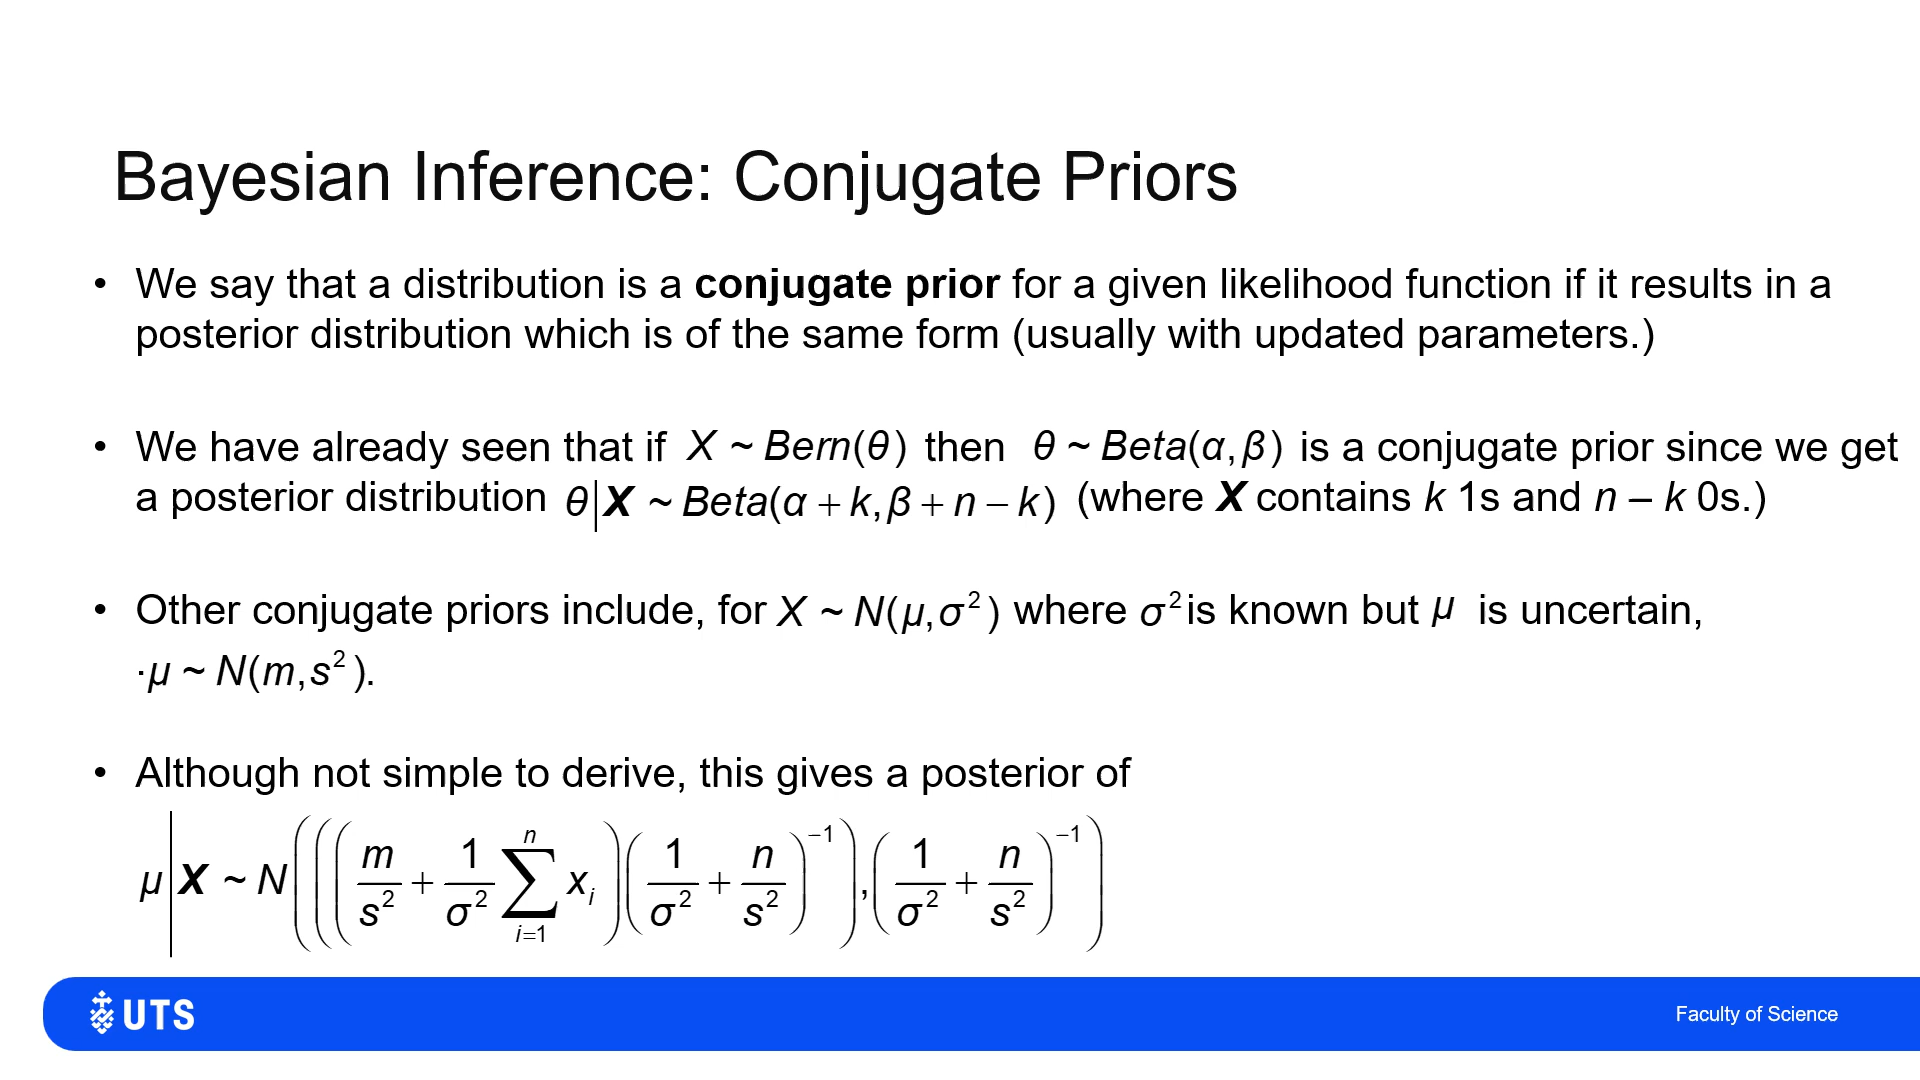 Bayesian Inference: Conjugate Priors
• We say that a distribution is a conjugate prior for a given likelihood function if it results in a
posterior distribution which is of the same form (usually with updated parameters.)
• We have already seen that if X ~ Bern(θ) then θ ~ Beta(α,β) is a conjugate prior since we get
a posterior distribution θ|X ~ Beta(α + k,β + n − k) (where X contains k 1s and n – k 0s.)
• Other conjugate priors include, for X ~ N(μ,σ²) where σ² is known but μ is uncertain,
·μ ~ N(m,s²).
• Although not simple to derive, this gives a posterior of
μ|X ~ N(((m/s² + 1/σ² ∑_{i=1}^{n} x_i)(1/σ² + n/s²)⁻¹),(1/σ² + n/s²)⁻¹)
UTS
Faculty of Science